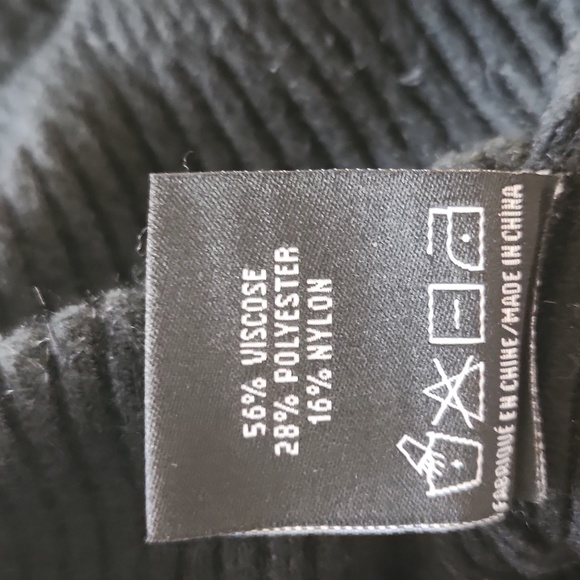 56% VISCOSE
28% POLYESTER
16% NYLON
FABRIQUÉ EN CHINE/MADE IN CHINA